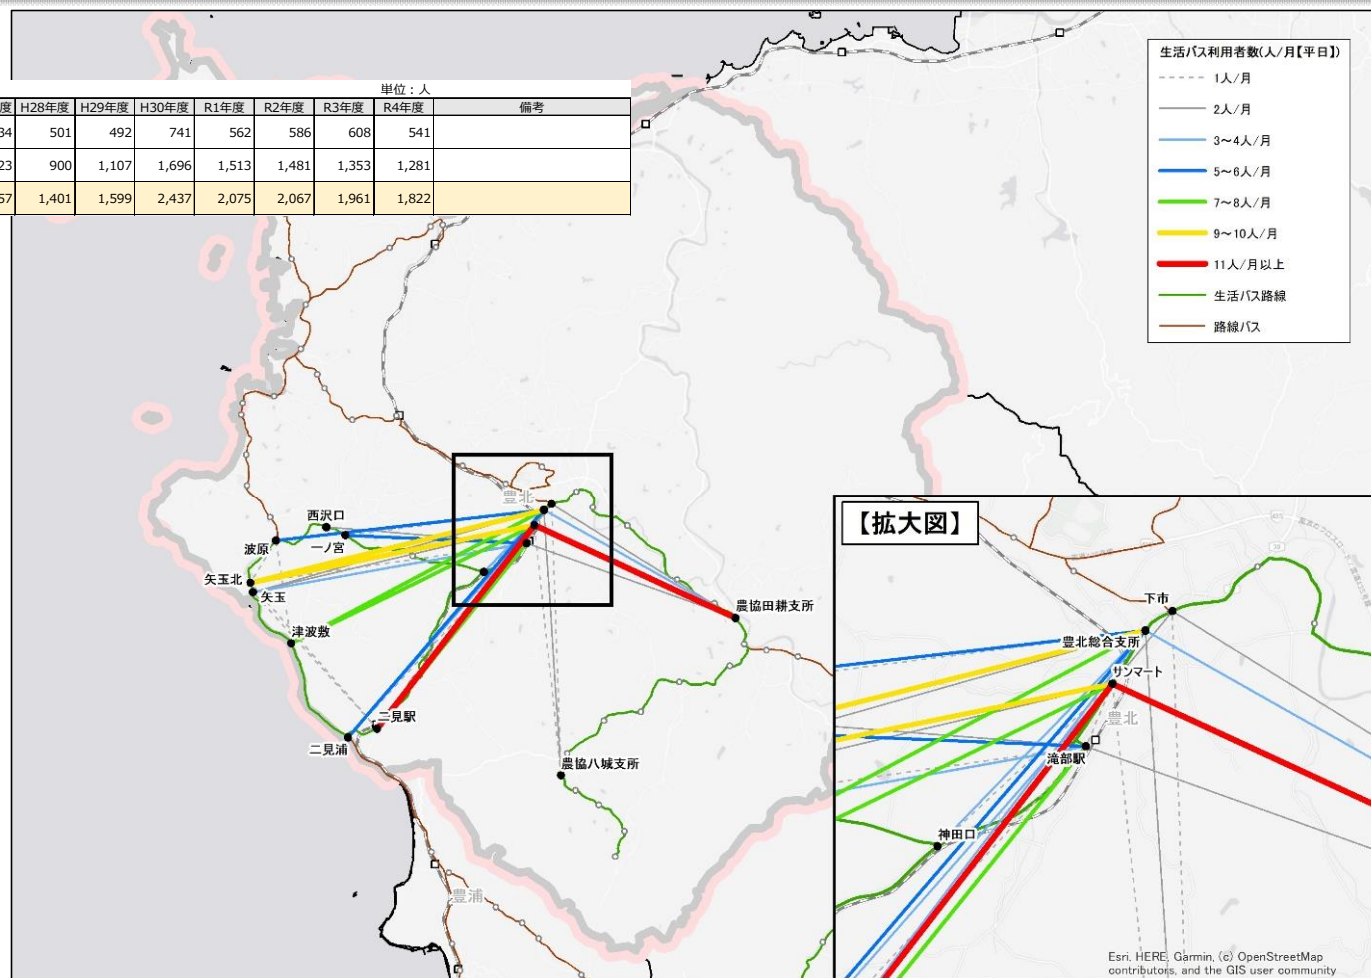 単位：人
度 H28年度 H29年度 H30年度 R1年度 R2年度 R3年度 R4年度 備考
34 501 492 741 562 586 608 541
23 900 1,107 1,696 1,513 1,481 1,353 1,281
57 1,401 1,599 2,437 2,075 2,067 1,961 1,822
生活バス利用者数(人/月【平日】)
1人/月
2人/月
3～4人/月
5～6人/月
7～8人/月
9～10人/月
11人/月以上
生活バス路線
路線バス
豊北
西沢口
波原
一ノ宮
矢玉北
矢玉
津波敷
農協田耕支所
二見駅
二見浦
農協八城支所
豊浦
【拡大図】
下市
豊北総合支所
サンマート
豊北
滝部駅
神田口
Esri, HERE, Garmin, (c) OpenStreetMap
contributors, and the GIS user community